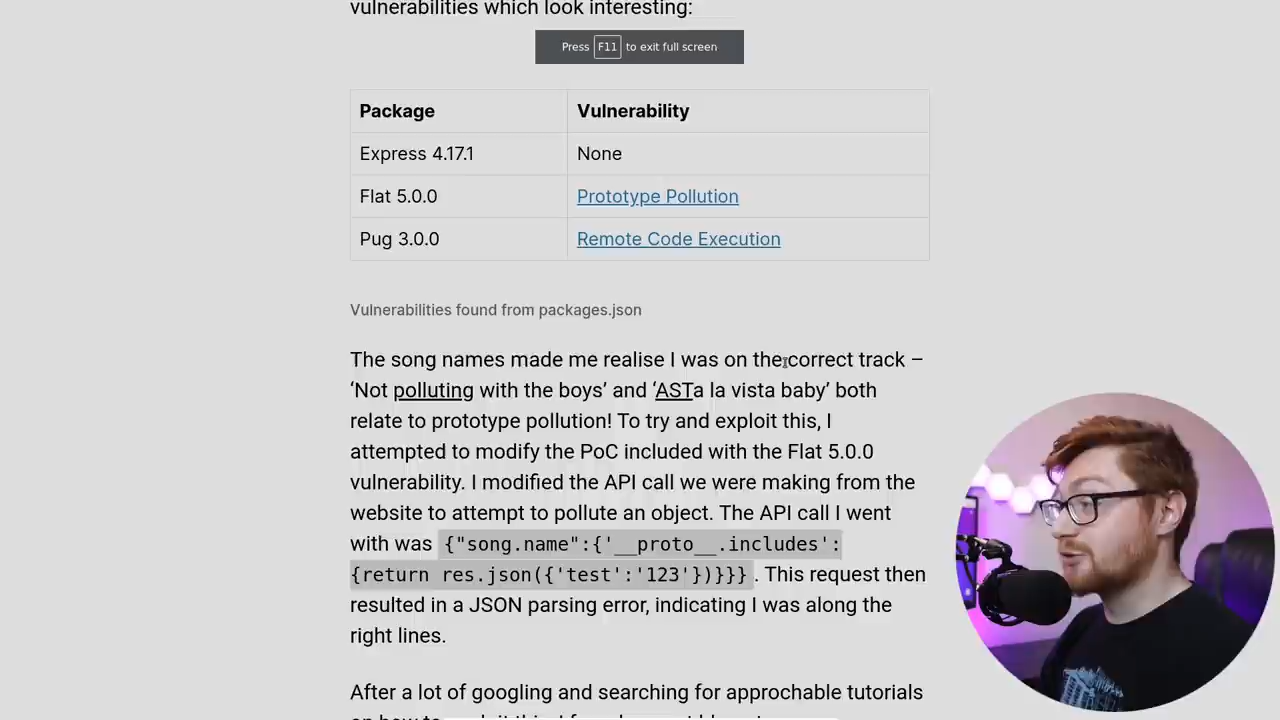 vulnerabilities which look interesting:
Press F11 to exit full screen
Package Vulnerability
Express 4.17.1 None
Flat 5.0.0 Prototype Pollution
Pug 3.0.0 Remote Code Execution
Vulnerabilities found from packages.json
The song names made me realise I was on the correct track –
‘Not polluting with the boys’ and ‘ASTa la vista baby’ both
relate to prototype pollution! To try and exploit this, I
attempted to modify the PoC included with the Flat 5.0.0
vulnerability. I modified the API call we were making from the
website to attempt to pollute an object. The API call I went
with was {"song.name":{'__proto__.includes':
{return res.json({'test':'123'})}}} . This request then
resulted in a JSON parsing error, indicating I was along the
right lines.
After a lot of googling and searching for approchable tutorials